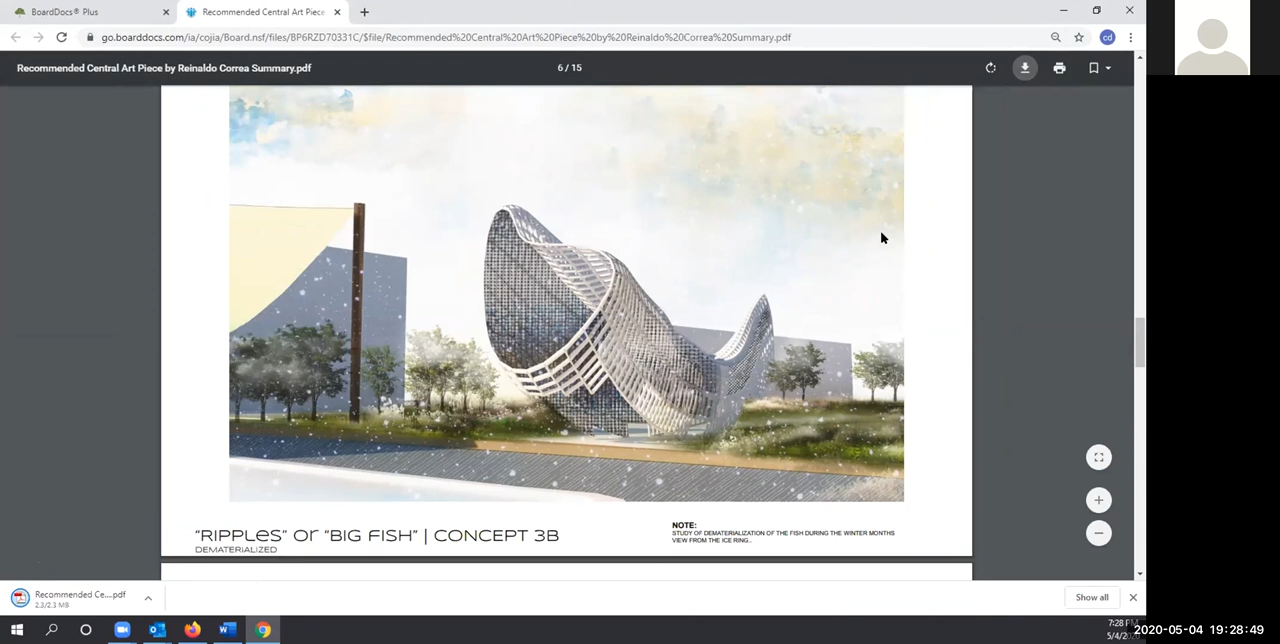 BoardDocs® Plus
Recommended Central Art Piece
go.boarddocs.com/ia/cojia/Board.nsf/files/BP6RZD70331C/$file/Recommended%20Central%20Art%20Piece%20by%20Reinaldo%20Correa%20Summary.pdf
cd
Recommended Central Art Piece by Reinaldo Correa Summary.pdf
6 / 15
"RIPPLES" OR "BIG FISH" | CONCEPT 3B
DEMATERIALIZED
NOTE:
STUDY OF DEMATERIALIZATION OF THE FISH DURING THE WINTER MONTHS
VIEW FROM THE ICE RING..
Recommended Ce....pdf
2.3/2.3 MB
Show all
7:28 PM
5/4/20
2020-05-04 19:28:49